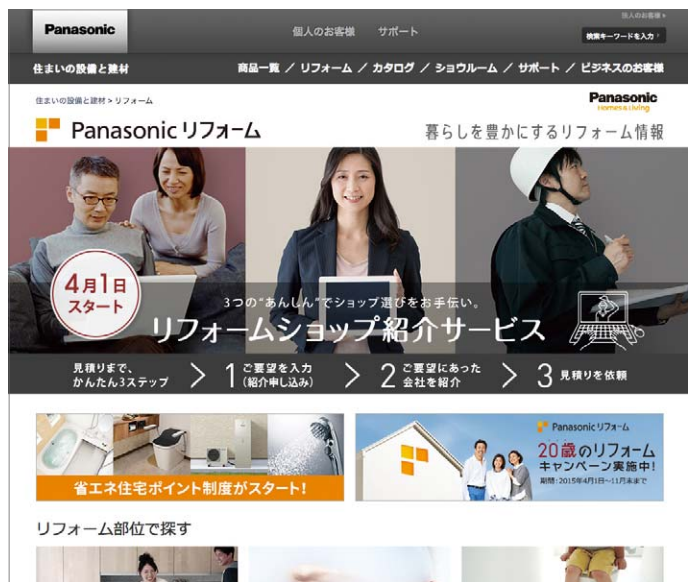 個人のお客様
Panasonic
個人のお客様 サポート
検索キーワードを入力
住まいの設備と建材
商品一覧 / リフォーム / カタログ / ショウルーム / サポート / ビジネスのお客様
住まいの設備と建材 > リフォーム
Panasonic
Homes & Living
Panasonic リフォーム
暮らしを豊かにするリフォーム情報
4月1日
スタート
3つの“あんしん”でショップ選びをお手伝い。
リフォームショップ紹介サービス
見積りまで、
かんたん3ステップ
1 ご要望を入力
(紹介申し込み)
2 ご要望にあった
会社を紹介
3 見積りを依頼
省エネ住宅ポイント制度がスタート!
Panasonic リフォーム
20歳のリフォーム
キャンペーン実施中!
期間:2015年4月1日〜11月末まで
リフォーム部位で探す